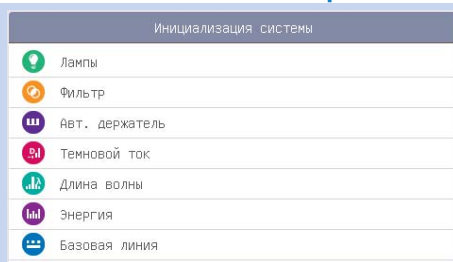 Инициализация системы
Лампы
Фильтр
Авт. держатель
Темновой ток
Длина волны
Энергия
Базовая линия